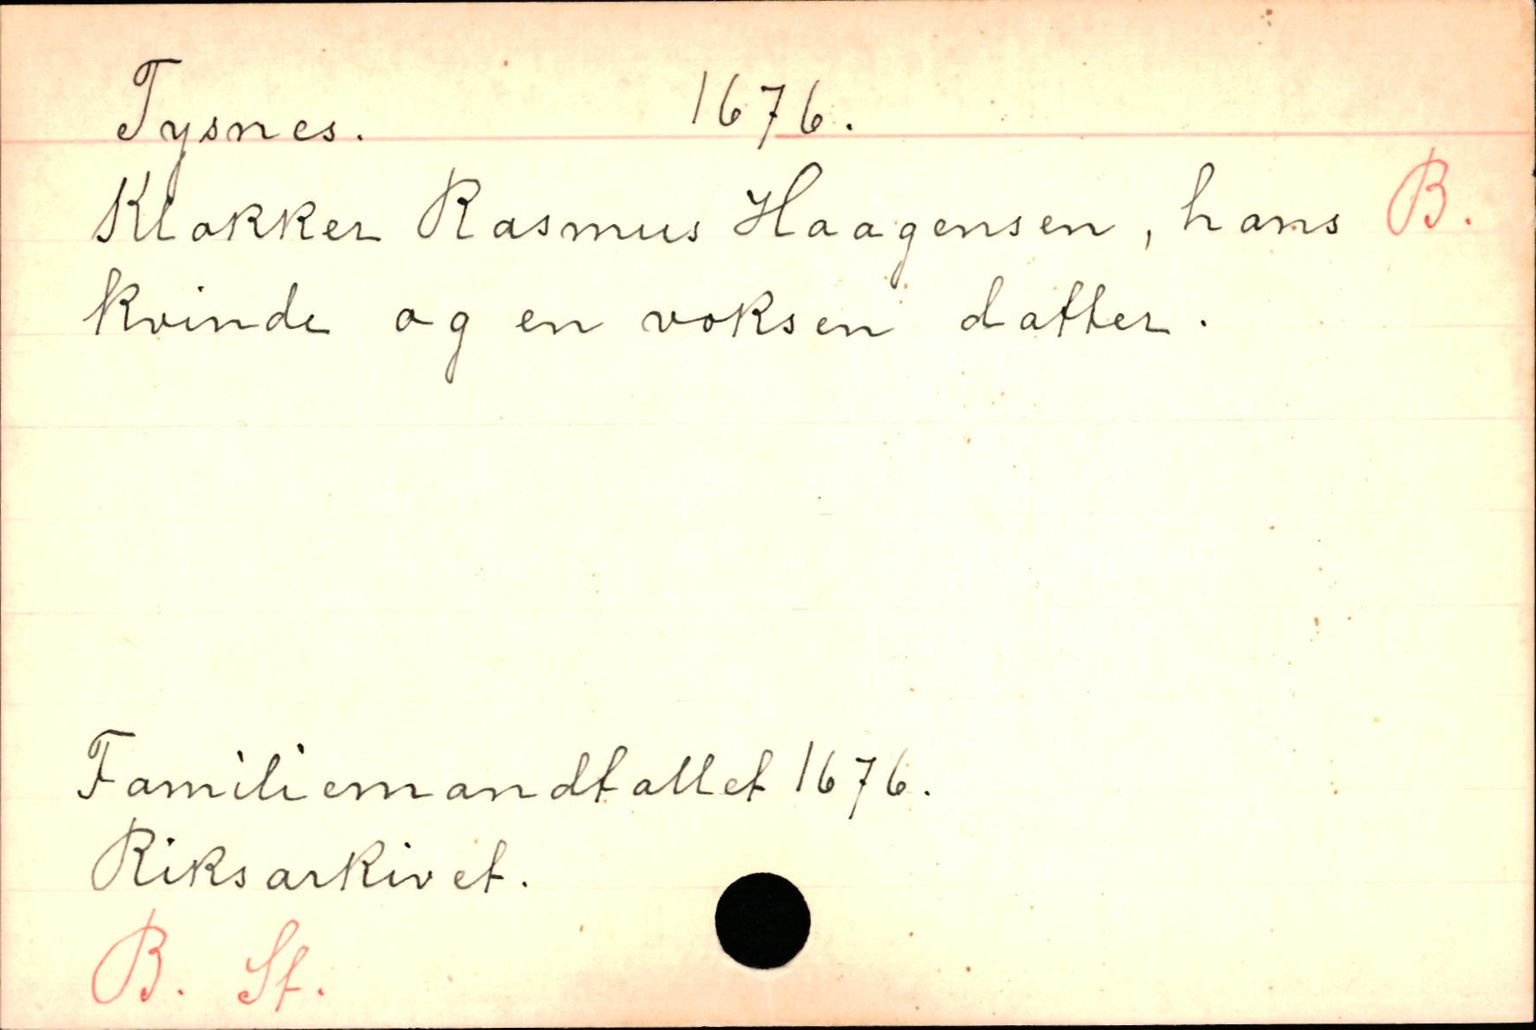 Tysnes. 1676.
Klokker Rasmus Haagensen, hans B.
kvinde og en voksen datter.
Familiemandtallet 1676.
Riksarkivet.
B. St.